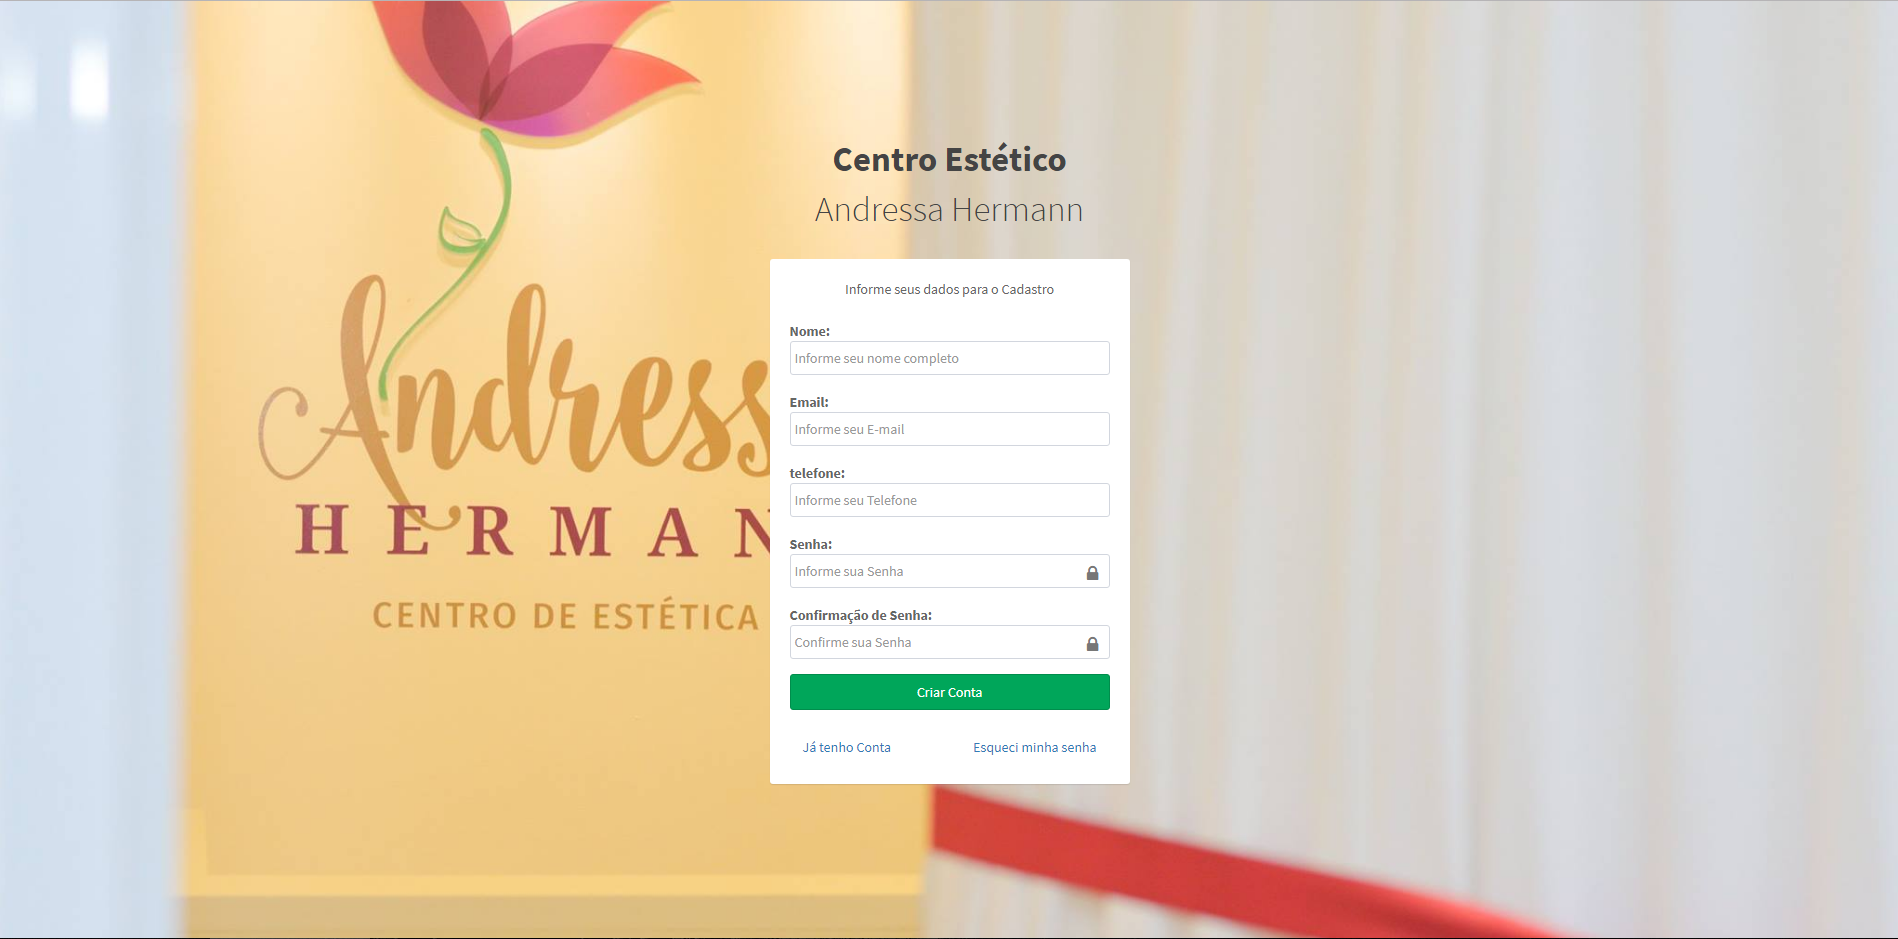 Centro Estético
Andressa Hermann
Andress
HERMAN
CENTRO DE ESTÉTICA
Informe seus dados para o Cadastro
Nome:
Informe seu nome completo
Email:
Informe seu E-mail
telefone:
Informe seu Telefone
Senha:
Informe sua Senha
Confirmação de Senha:
Confirme sua Senha
Criar Conta
Já tenho Conta
Esqueci minha senha